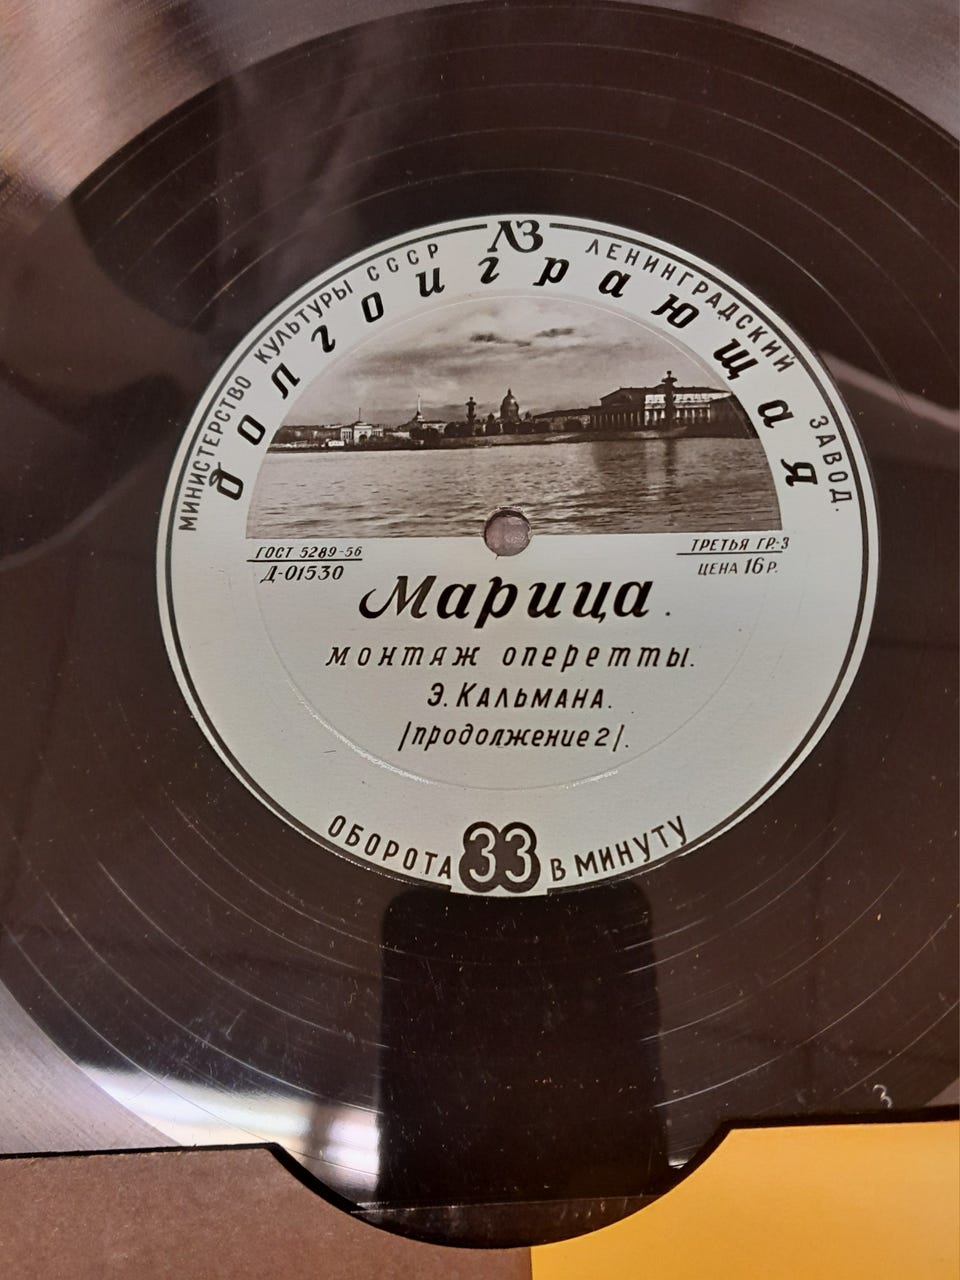 ЛЗ
МИНИСТЕРСТВО КУЛЬТУРЫ СССР ЛЕНИНГРАДСКИЙ ЗАВОД.
долгоиграющая
ГОСТ 5289-56
Д-01530
ТРЕТЬЯ ГР.-3
ЦЕНА 16 Р.
Марица.
монтаж оперетты.
Э. КАЛЬМАНА.
/продолжение 2/.
33 ОБОРОТА В МИНУТУ
3